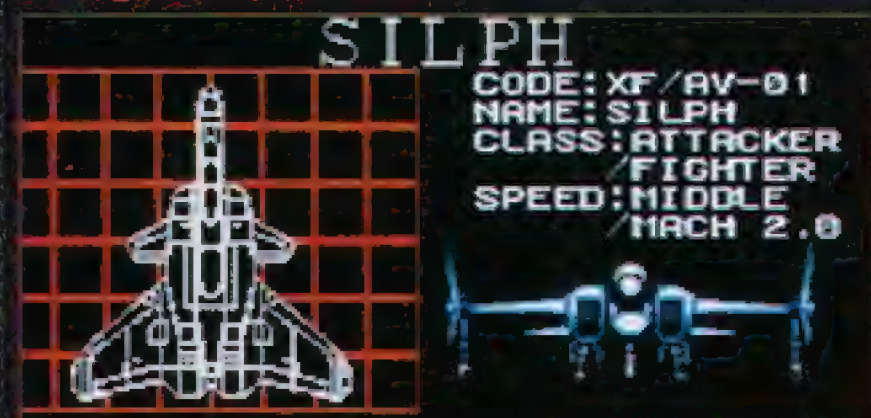 SILPH
CODE:XF/AV-01
NAME:SILPH
CLASS:ATTACKER
/FIGHTER
SPEED:MIDDLE
/MACH 2.0